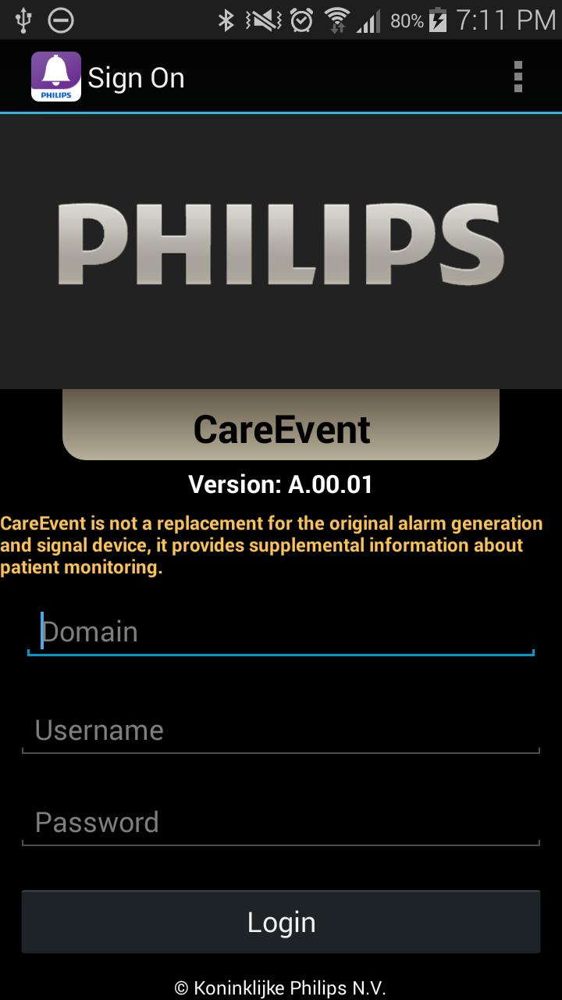 80% 7:11 PM
PHILIPS Sign On
PHILIPS
CareEvent
Version: A.00.01
CareEvent is not a replacement for the original alarm generation
and signal device, it provides supplemental information about
patient monitoring.
Domain
Username
Password
Login
© Koninklijke Philips N.V.